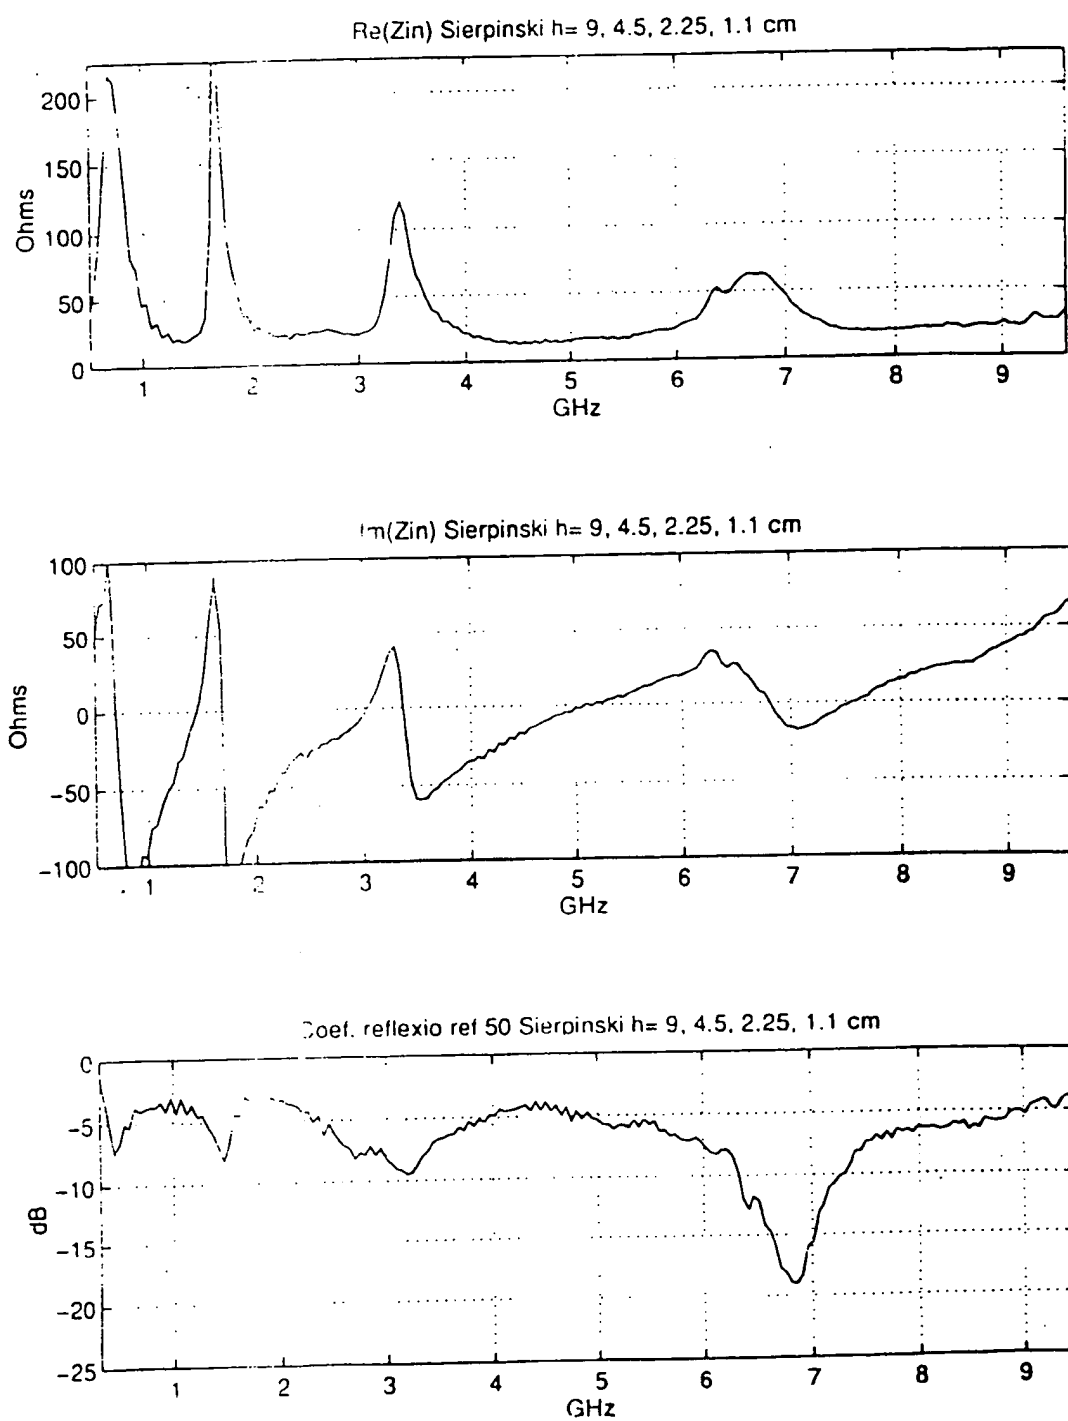 Re(Zin) Sierpinski h= 9, 4.5, 2.25, 1.1 cm
200
150
100
50
0
Ohms
1 2 3 4 5 6 7 8 9
GHz
Im(Zin) Sierpinski h= 9, 4.5, 2.25, 1.1 cm
100
50
0
-50
-100
Ohms
1 2 3 4 5 6 7 8 9
GHz
Coef. reflexio ref 50 Sierpinski h= 9, 4.5, 2.25, 1.1 cm
0
-5
-10
-15
-20
-25
dB
1 2 3 4 5 6 7 8 9
GHz